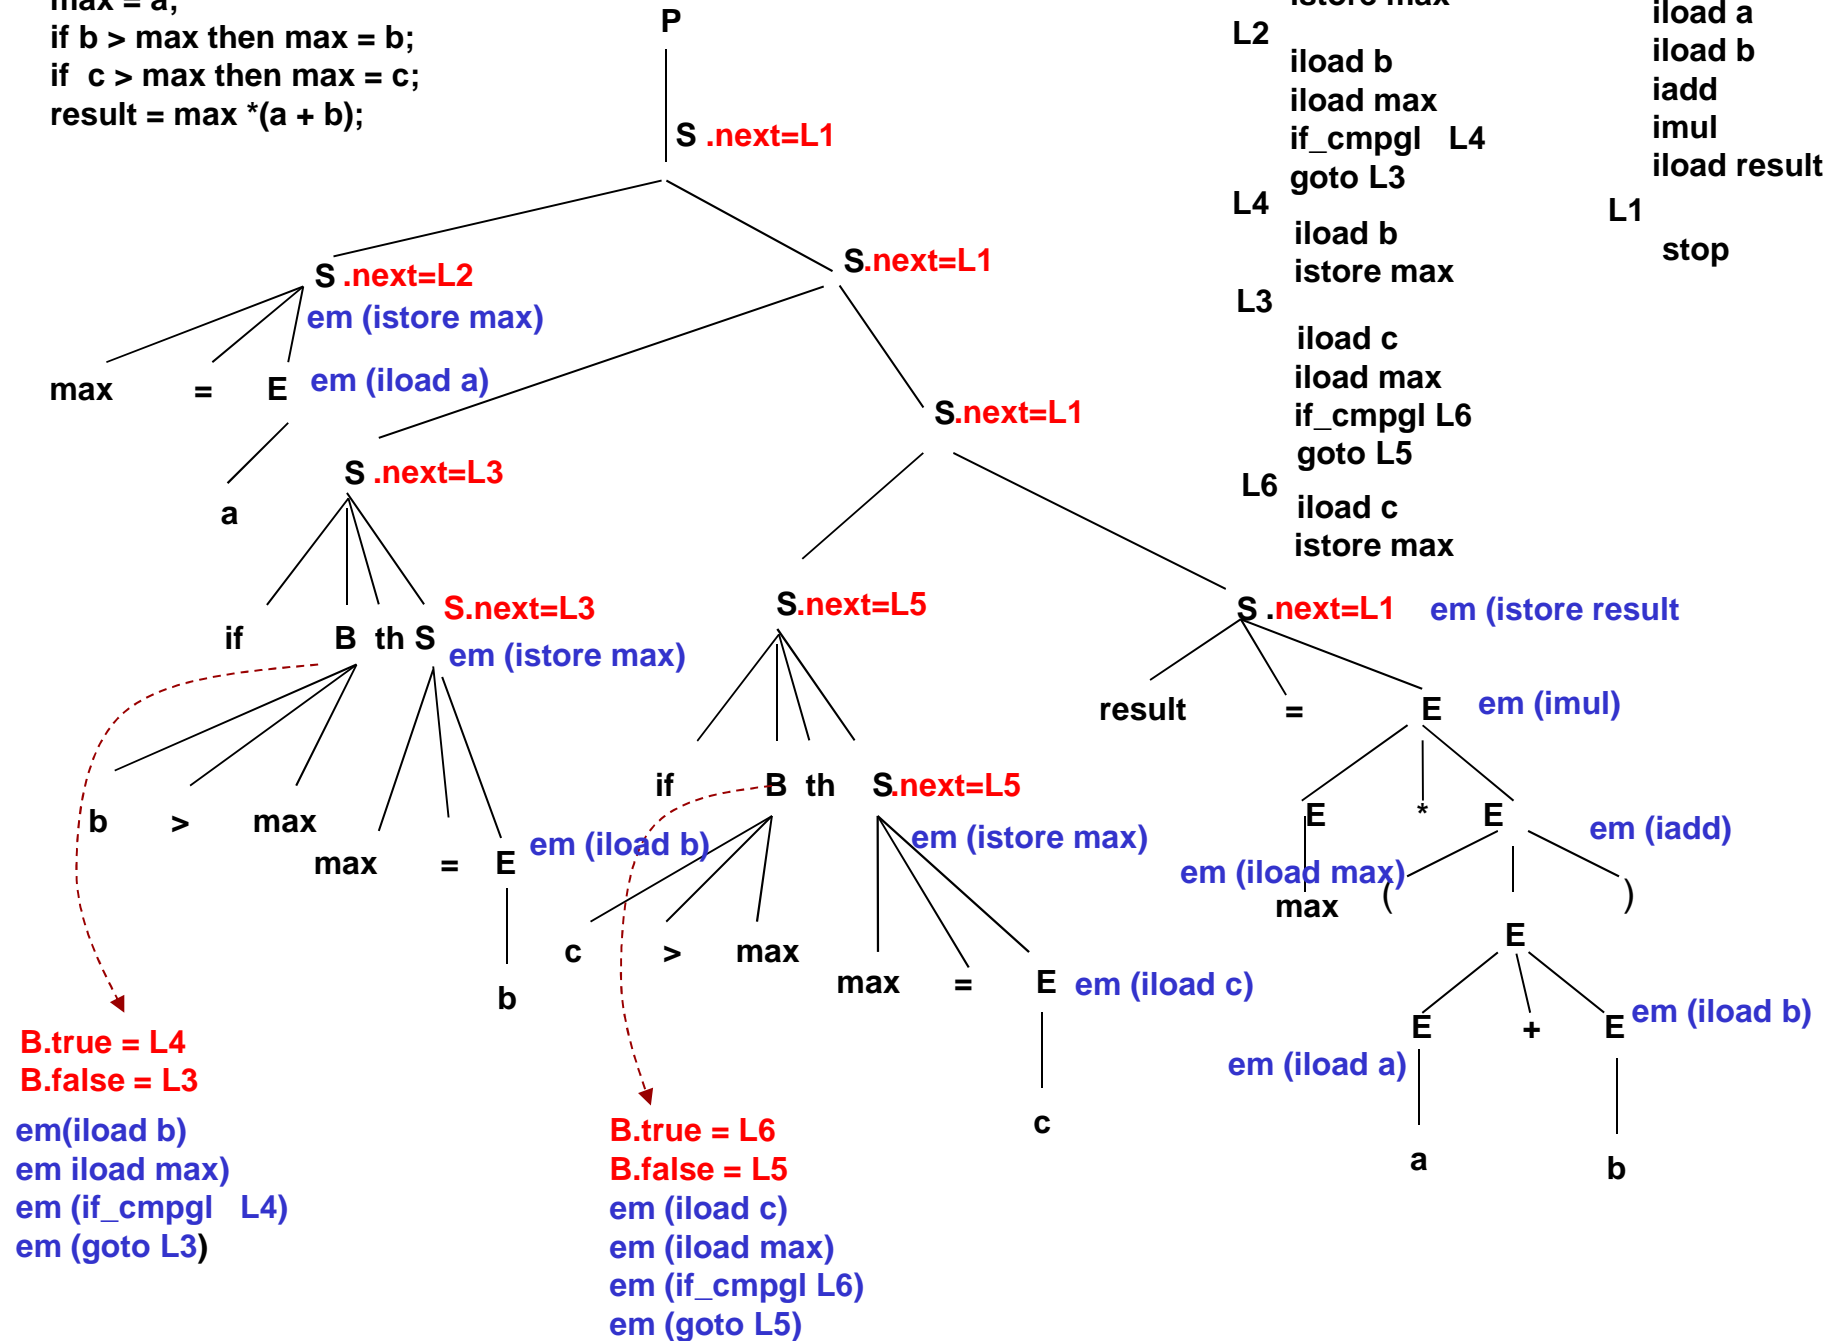 max = a;
if b > max then max = b;
if c > max then max = c;
result = max *(a + b);
P
S .next=L1
S .next=L2
em (istore max)
S.next=L1
max = E em (iload a)
a
S.next=L1
S .next=L3
if B th S
S.next=L3
em (istore max)
b > max
max = E em (iload b)
b
B.true = L4
B.false = L3
em(iload b)
em iload max)
em (if_cmpgl L4)
em (goto L3)
S.next=L5
if B th S.next=L5
em (istore max)
c > max
max = E em (iload c)
c
B.true = L6
B.false = L5
em (iload c)
em (iload max)
em (if_cmpgl L6)
em (goto L5)
S .next=L1 em (istore result
result = E em (imul)
E * E em (iadd)
em (iload max)
max ( )
E
E + E em (iload b)
em (iload a)
a b
istore max
L2
iload b
iload max
if_cmpgl L4
goto L3
L4
iload b
istore max
L3
iload c
iload max
if_cmpgl L6
goto L5
L6
iload c
istore max
iload a
iload b
iadd
imul
iload result
L1
stop